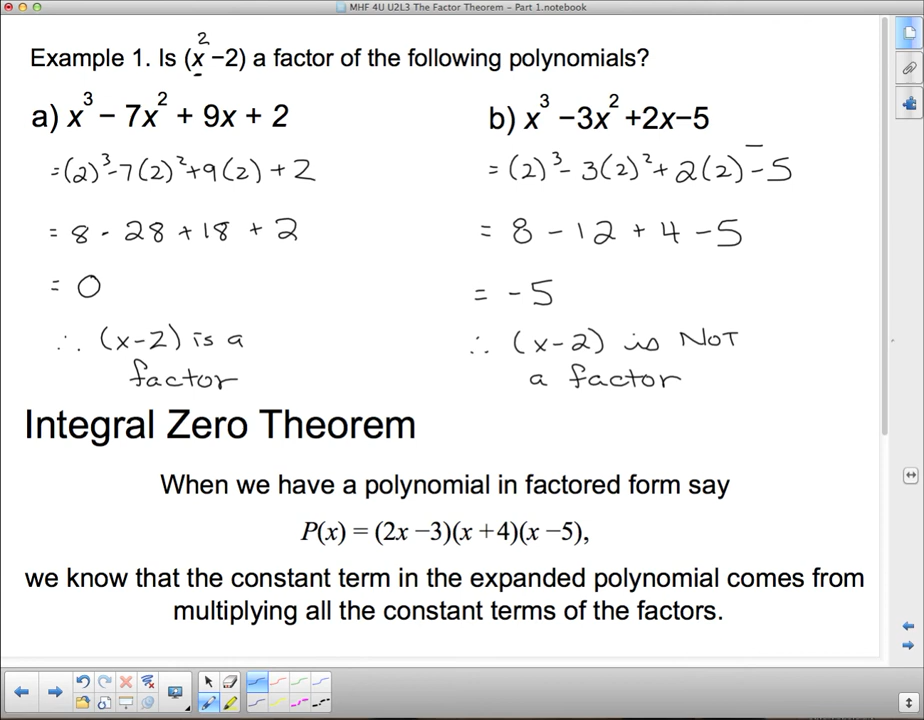 MHF 4U U2L3 The Factor Theorem – Part 1.notebook
2
Example 1. Is (x −2) a factor of the following polynomials?
a) x³ − 7x² + 9x + 2
b) x³ −3x² +2x−5
=(2)³-7(2)²+9(2)+2
= (2)³ - 3(2)²+ 2(2) - 5
= 8 - 28 +18 + 2
= 8 - 12 + 4 - 5
= 0
= -5
∴ (x-2) is a
factor
∴ (x-2) is NOT
a factor
Integral Zero Theorem
When we have a polynomial in factored form say
P(x) = (2x −3)(x +4)(x −5),
we know that the constant term in the expanded polynomial comes from
multiplying all the constant terms of the factors.